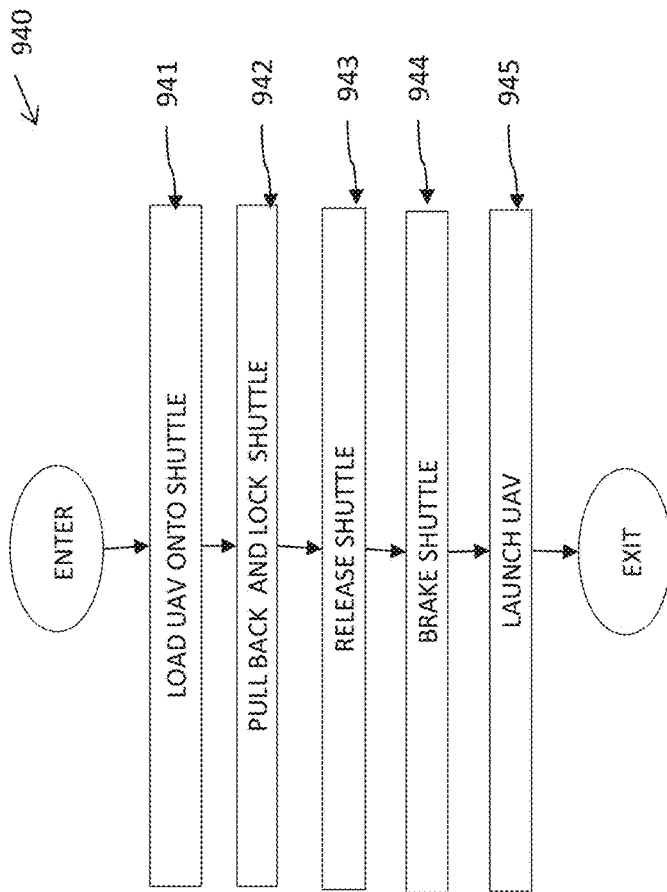 940
ENTER
LOAD UAV ONTO SHUTTLE
941
PULL BACK AND LOCK SHUTTLE
942
RELEASE SHUTTLE
943
BRAKE SHUTTLE
944
LAUNCH UAV
945
EXIT